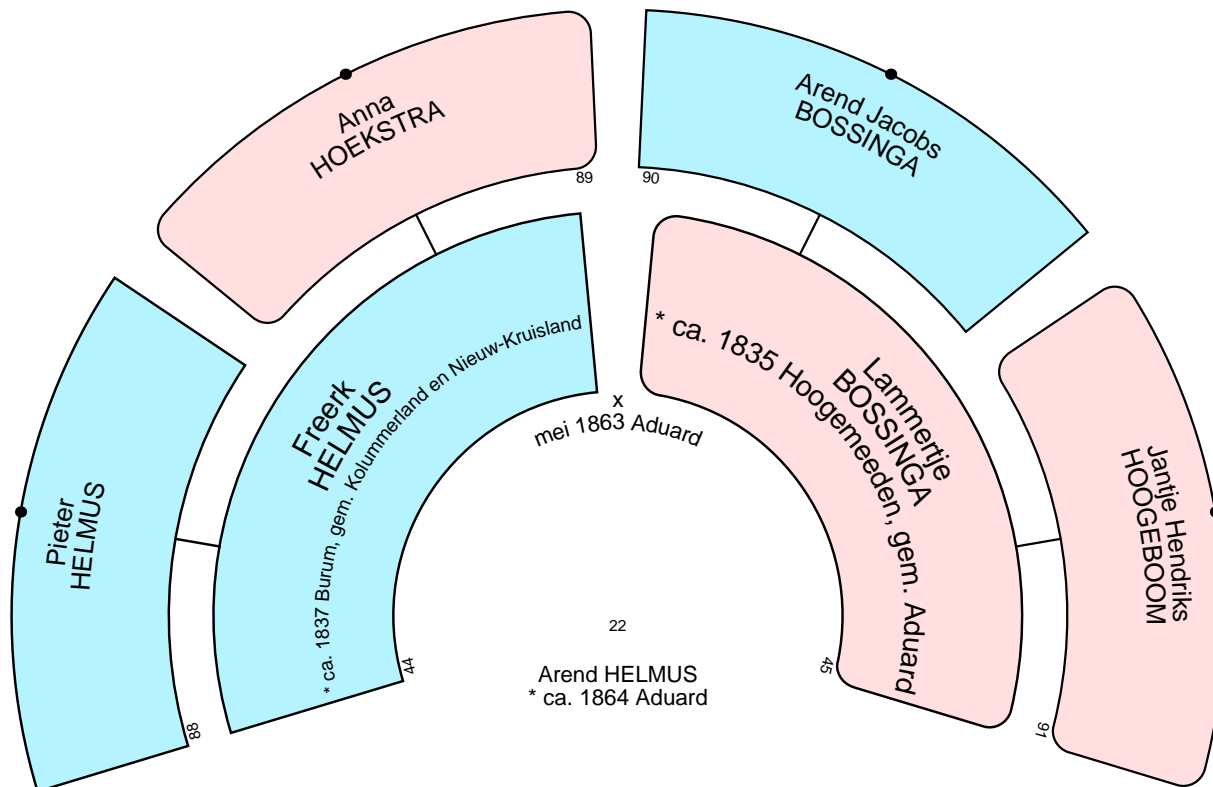 Anna
HOEKSTRA
89
Arend Jacobs
BOSSINGA
90
Pieter
HELMUS
88
Freerk
HELMUS
* ca. 1837 Burum, gem. Kolummerland en Nieuw-Kruisland
44
x
mei 1863 Aduard
Lammertje
BOSSINGA
* ca. 1835 Hoogemeeden, gem. Aduard
45
Jantje Hendriks
HOOGEBOOM
91
22
Arend HELMUS
* ca. 1864 Aduard